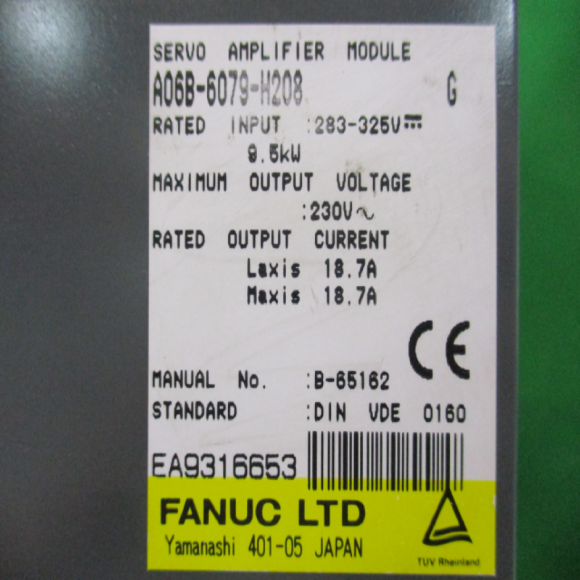 SERVO AMPLIFIER MODULE
A06B-6079-H208 G
RATED INPUT :283-325V⎓
9.5kW
MAXIMUM OUTPUT VOLTAGE
:230V~
RATED OUTPUT CURRENT
Laxis 18.7A
Maxis 18.7A
CE
MANUAL No. :B-65162
STANDARD :DIN VDE 0160
EA9316653
FANUC LTD
Yamanashi 401-05 JAPAN
TUV Rheinland